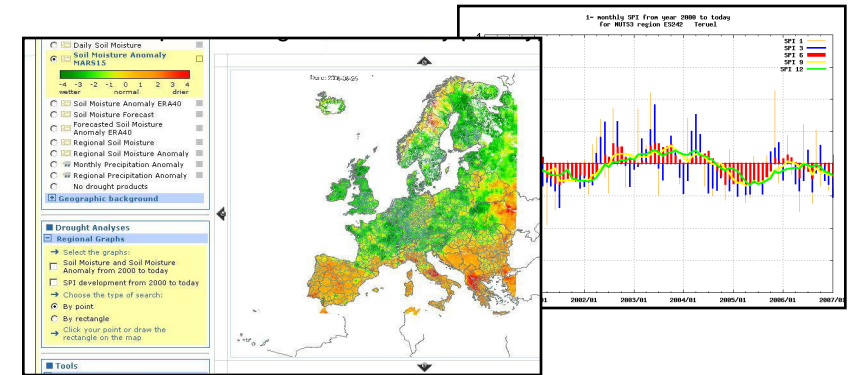 Daily Soil Moisture
Soil Moisture Anomaly
MARS15
-4 -3 -2 -1 0 1 2 3 4
wetter normal drier
Soil Moisture Anomaly ERA40
Soil Moisture Forecast
Forecasted Soil Moisture
Anomaly ERA40
Regional Soil Moisture
Regional Soil Moisture Anomaly
Monthly Precipitation Anomaly
Regional Precipitation Anomaly
No drought products
Geographic background
Drought Analyses
Regional Graphs
Select the graphs:
Soil Moisture and Soil Moisture
Anomaly from 2000 to today
SPI development from 2000 to today
Choose the type of search:
By point
By rectangle
Click your point or draw the
rectangle on the map
Tools
1- monthly SPI from year 2000 to today
for NUTS3 region ES242 Teruel
SPI 1
SPI 3
SPI 6
SPI 9
SPI 12
2002/01 2003/01 2004/01 2005/01 2006/01